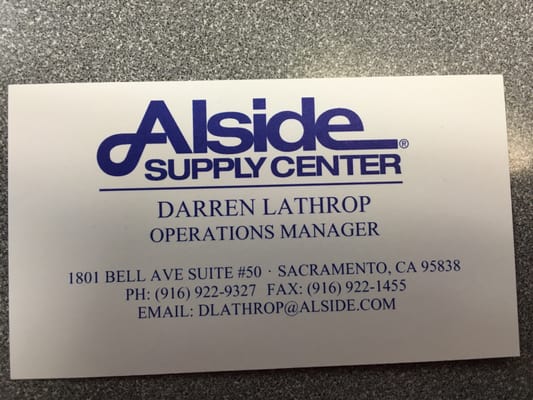 Alside®
SUPPLY CENTER
DARREN LATHROP
OPERATIONS MANAGER
1801 BELL AVE SUITE #50 · SACRAMENTO, CA 95838
PH: (916) 922-9327 FAX: (916) 922-1455
EMAIL: DLATHROP@ALSIDE.COM